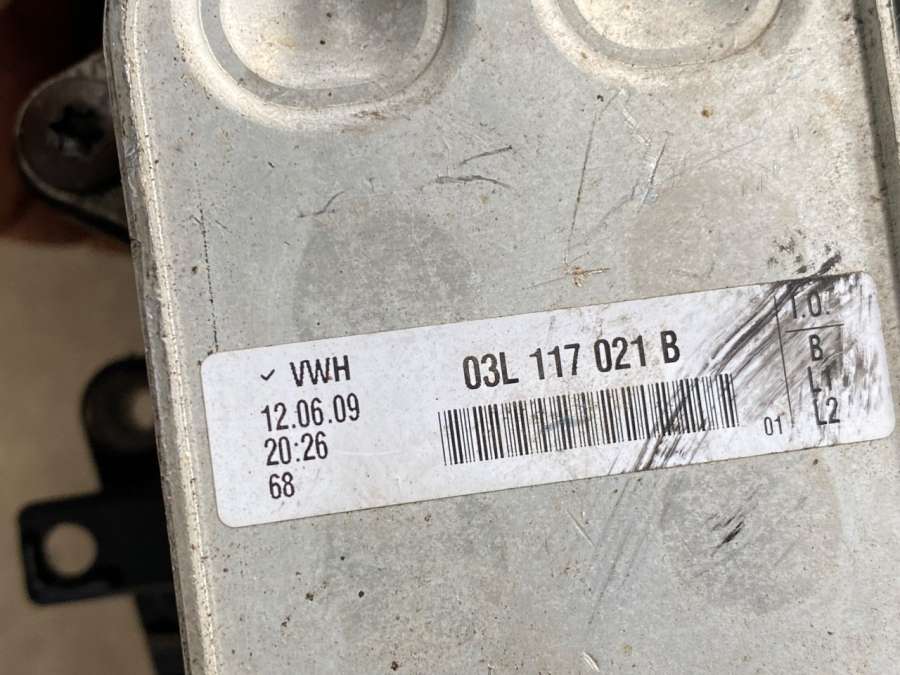 ✓ VWH
12.06.09
20:26
68
03L 117 021 B
01
I.O.
B
L1
L2